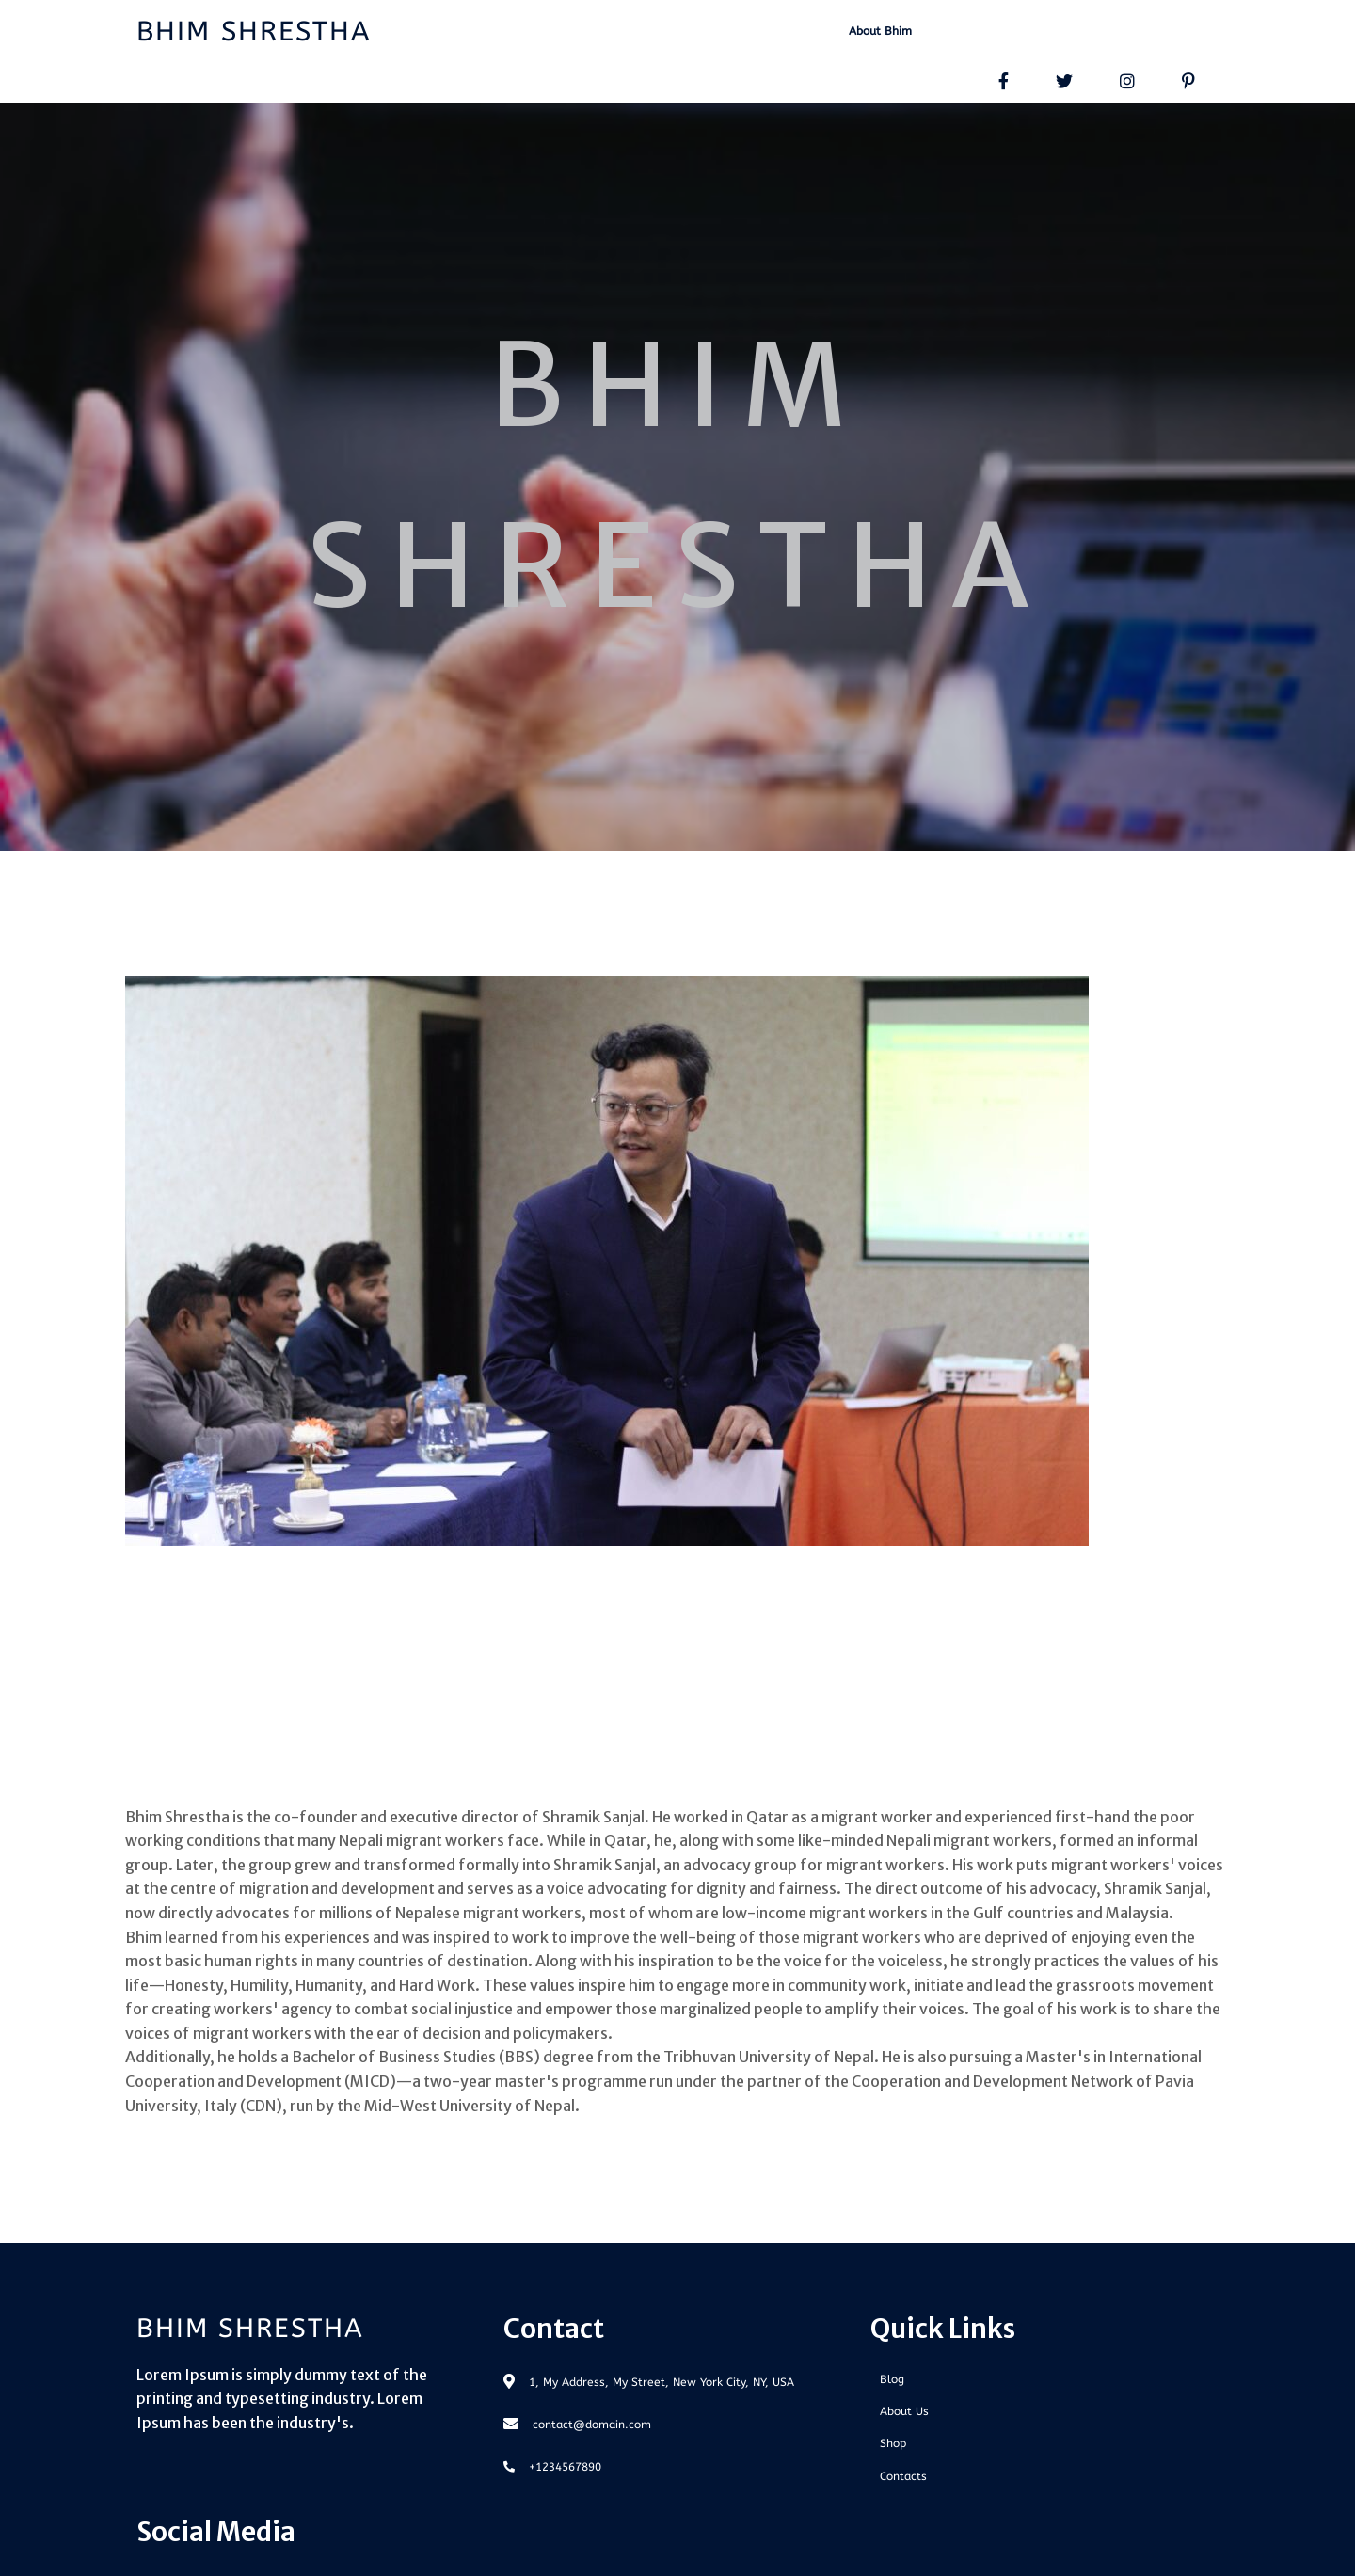 BHIM SHRESTHA
About Bhim
BHIM
SHRESTHA
Bhim Shrestha is the co-founder and executive director of Shramik Sanjal. He worked in Qatar as a migrant worker and experienced first-hand the poor
working conditions that many Nepali migrant workers face. While in Qatar, he, along with some like-minded Nepali migrant workers, formed an informal
group. Later, the group grew and transformed formally into Shramik Sanjal, an advocacy group for migrant workers. His work puts migrant workers' voices
at the centre of migration and development and serves as a voice advocating for dignity and fairness. The direct outcome of his advocacy, Shramik Sanjal,
now directly advocates for millions of Nepalese migrant workers, most of whom are low-income migrant workers in the Gulf countries and Malaysia.
Bhim learned from his experiences and was inspired to work to improve the well-being of those migrant workers who are deprived of enjoying even the
most basic human rights in many countries of destination. Along with his inspiration to be the voice for the voiceless, he strongly practices the values of his
life—Honesty, Humility, Humanity, and Hard Work. These values inspire him to engage more in community work, initiate and lead the grassroots movement
for creating workers' agency to combat social injustice and empower those marginalized people to amplify their voices. The goal of his work is to share the
voices of migrant workers with the ear of decision and policymakers.
Additionally, he holds a Bachelor of Business Studies (BBS) degree from the Tribhuvan University of Nepal. He is also pursuing a Master's in International
Cooperation and Development (MICD)—a two-year master's programme run under the partner of the Cooperation and Development Network of Pavia
University, Italy (CDN), run by the Mid-West University of Nepal.
BHIM SHRESTHA
Lorem Ipsum is simply dummy text of the
printing and typesetting industry. Lorem
Ipsum has been the industry's.
Contact
1, My Address, My Street, New York City, NY, USA
contact@domain.com
+1234567890
Quick Links
Blog
About Us
Shop
Contacts
Social Media